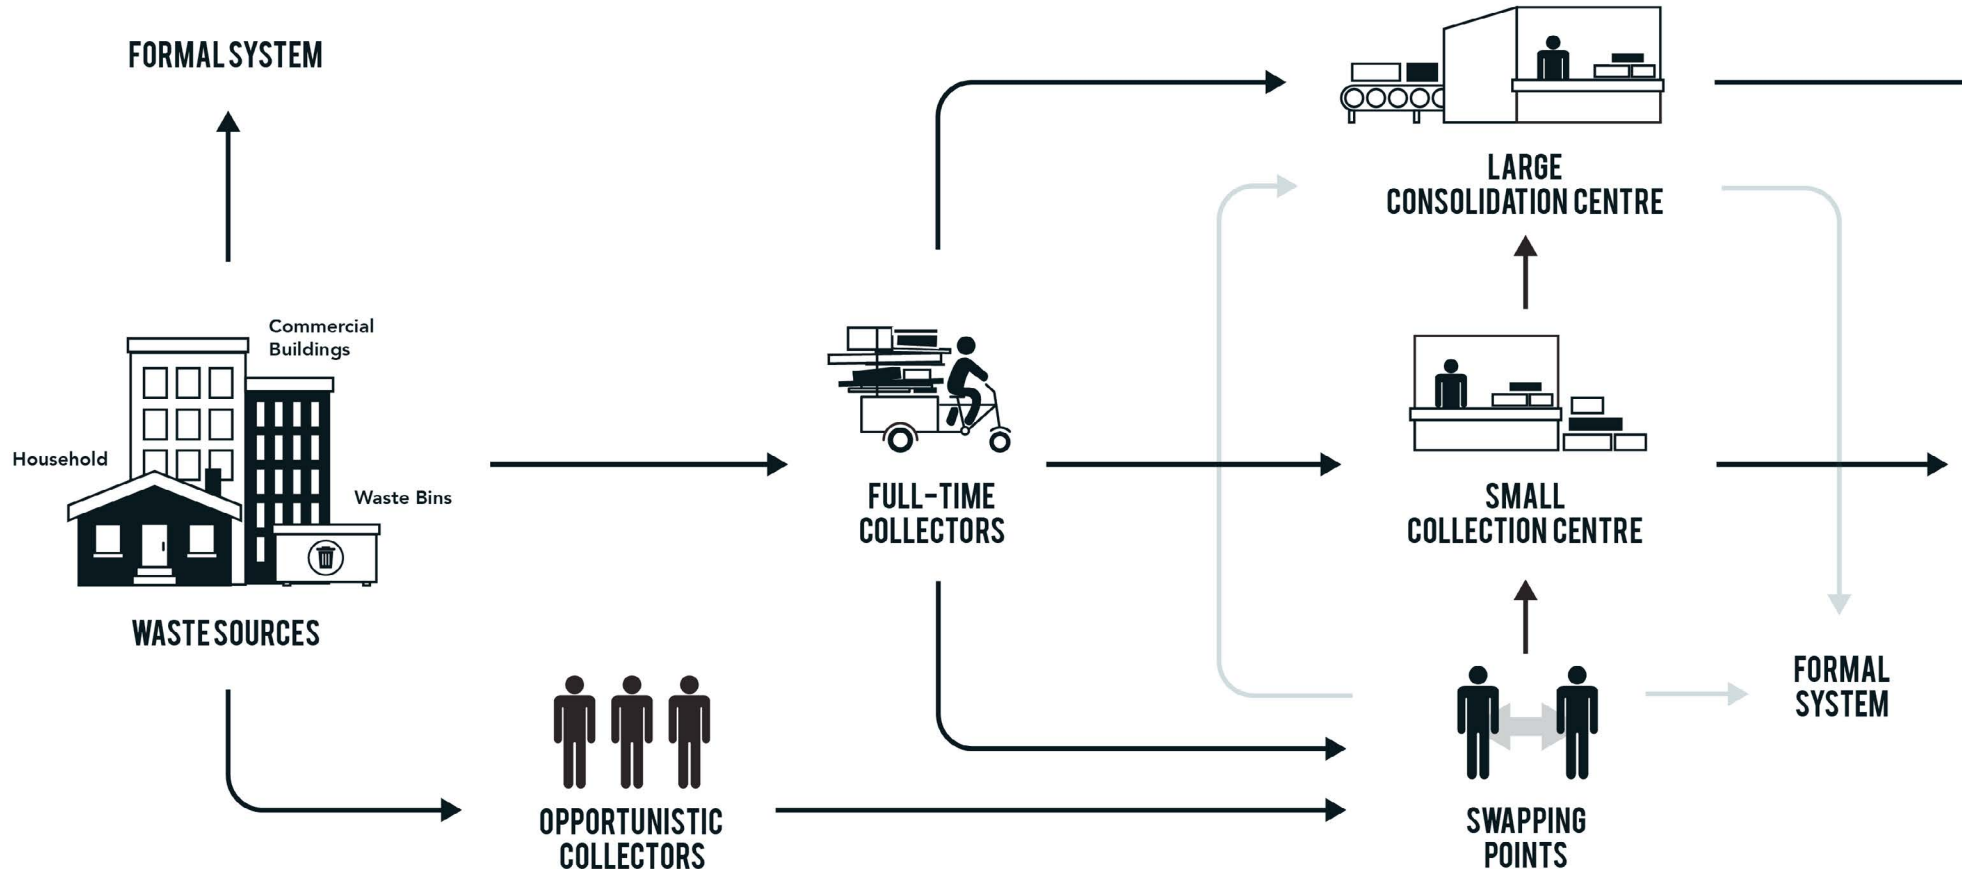 FORMAL SYSTEM
Commercial
Buildings
Household
Waste Bins
WASTE SOURCES
OPPORTUNISTIC
COLLECTORS
FULL-TIME
COLLECTORS
LARGE
CONSOLIDATION CENTRE
SMALL
COLLECTION CENTRE
SWAPPING
POINTS
FORMAL
SYSTEM